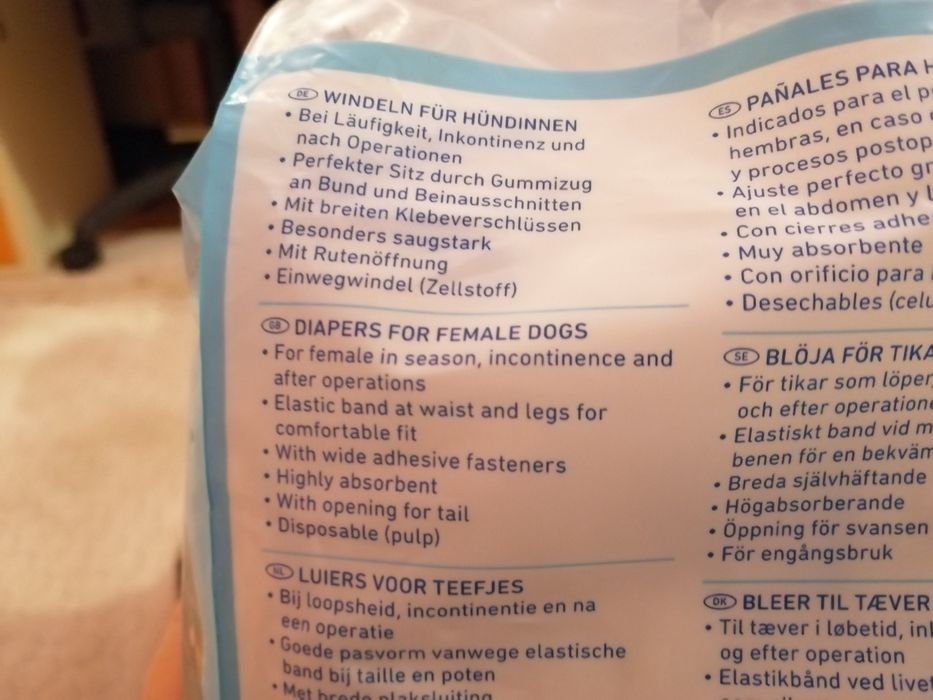 DE WINDELN FÜR HÜNDINNEN
• Bei Läufigkeit, Inkontinenz und
nach Operationen
• Perfekter Sitz durch Gummizug
an Bund und Beinausschnitten
• Mit breiten Klebeverschlüssen
• Besonders saugstark
• Mit Rutenöffnung
• Einwegwindel (Zellstoff)
GB DIAPERS FOR FEMALE DOGS
• For female in season, incontinence and
after operations
• Elastic band at waist and legs for
comfortable fit
• With wide adhesive fasteners
• Highly absorbent
• With opening for tail
• Disposable (pulp)
NL LUIERS VOOR TEEFJES
• Bij loopsheid, incontinentie en na
een operatie
• Goede pasvorm vanwege elastische
band bij taille en poten
• Met brede plaksluiting
ES PAÑALES PARA
• Indicados para el
hembras, en caso
y procesos
• Ajuste perfecto
en el abdomen y
• Con cierres
• Muy absorbente
• Con orificio para
• Desechables
SE BLÖJA FÖR
• För tikar som löper,
och efter
• Elastiskt band vid
benen för en
• Breda självhäftande
• Högabsorberande
• Öppning för svansen
• För engångsbruk
DK BLEER TIL TÆVER
• Til tæver i løbetid,
og efter operation
• Elastikbånd ved